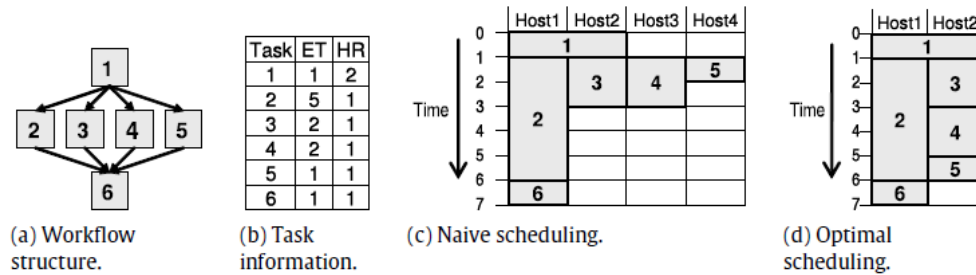 1
2 3 4 5
6
(a) Workflow
structure.
Task ET HR
1 1 2
2 5 1
3 2 1
4 2 1
5 1 1
6 1 1
(b) Task
information.
Host1 Host2 Host3 Host4
Time
0
1
2
3
4
5
6
7
1
2
3
4
5
6
(c) Naive scheduling.
Host1 Host2
Time
0
1
2
3
4
5
6
7
1
2
3
4
5
6
(d) Optimal
scheduling.